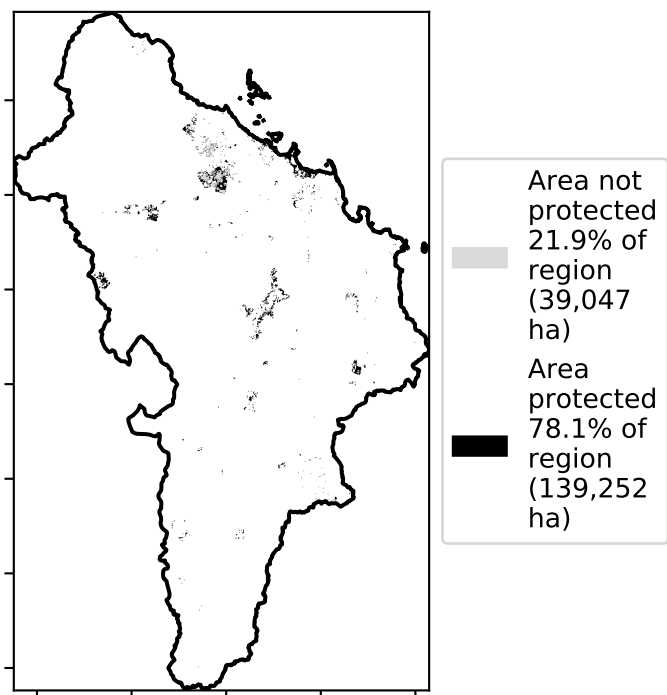 Area not
protected
21.9% of
region
(39,047
ha)
Area
protected
78.1% of
region
(139,252
ha)